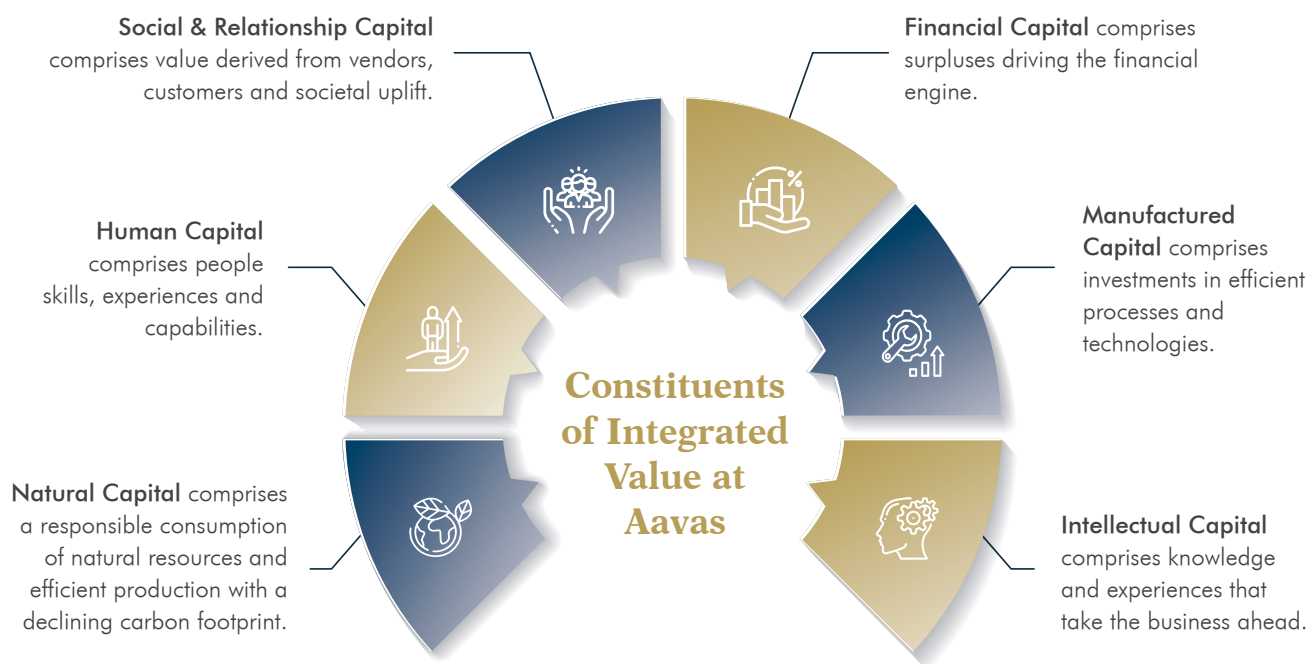 Social & Relationship Capital
comprises value derived from vendors,
customers and societal uplift.
Financial Capital comprises
surpluses driving the financial
engine.
Human Capital
comprises people
skills, experiences and
capabilities.
Manufactured
Capital comprises
investments in efficient
processes and
technologies.
Constituents
of Integrated
Value at
Aavas
Natural Capital comprises
a responsible consumption
of natural resources and
efficient production with a
declining carbon footprint.
Intellectual Capital
comprises knowledge
and experiences that
take the business ahead.
%